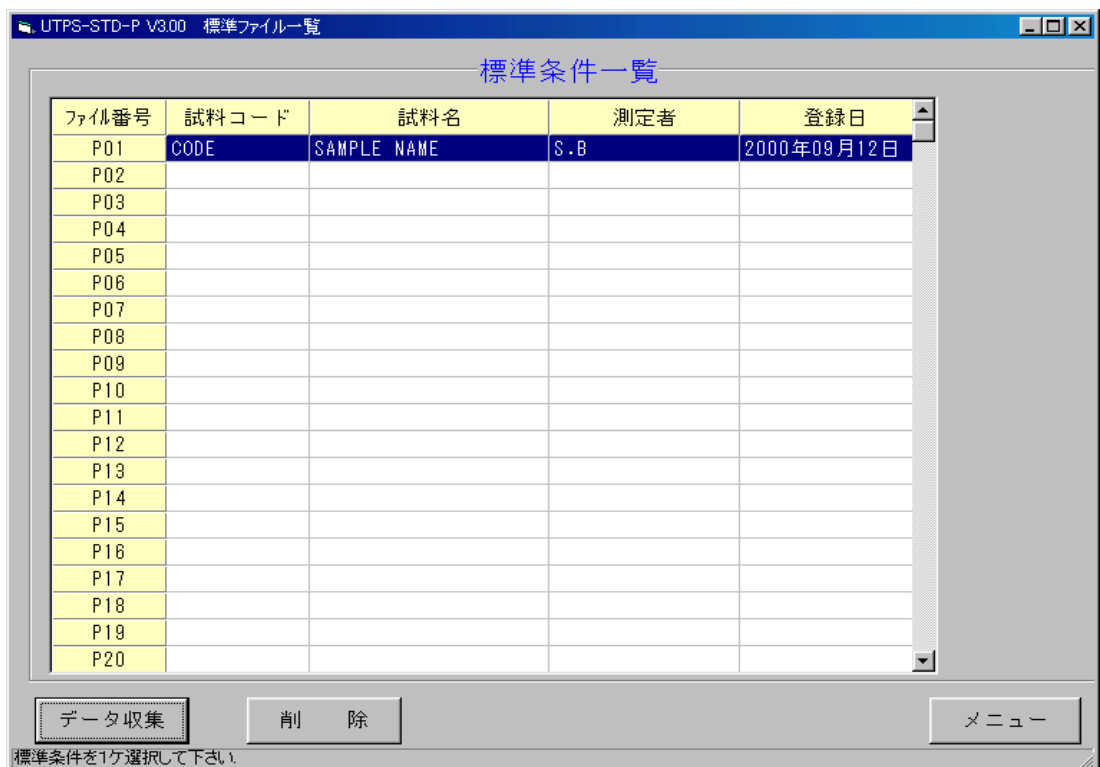 UTPS-STD-P V3.00 標準ファイル一覧
標準条件一覧
ファイル番号 試料コード 試料名 測定者 登録日
P01 CODE SAMPLE NAME S.B 2000年09月12日
P02
P03
P04
P05
P06
P07
P08
P09
P10
P11
P12
P13
P14
P15
P16
P17
P18
P19
P20
データ収集 削 除 メニュー
標準条件を1ケ選択して下さい.